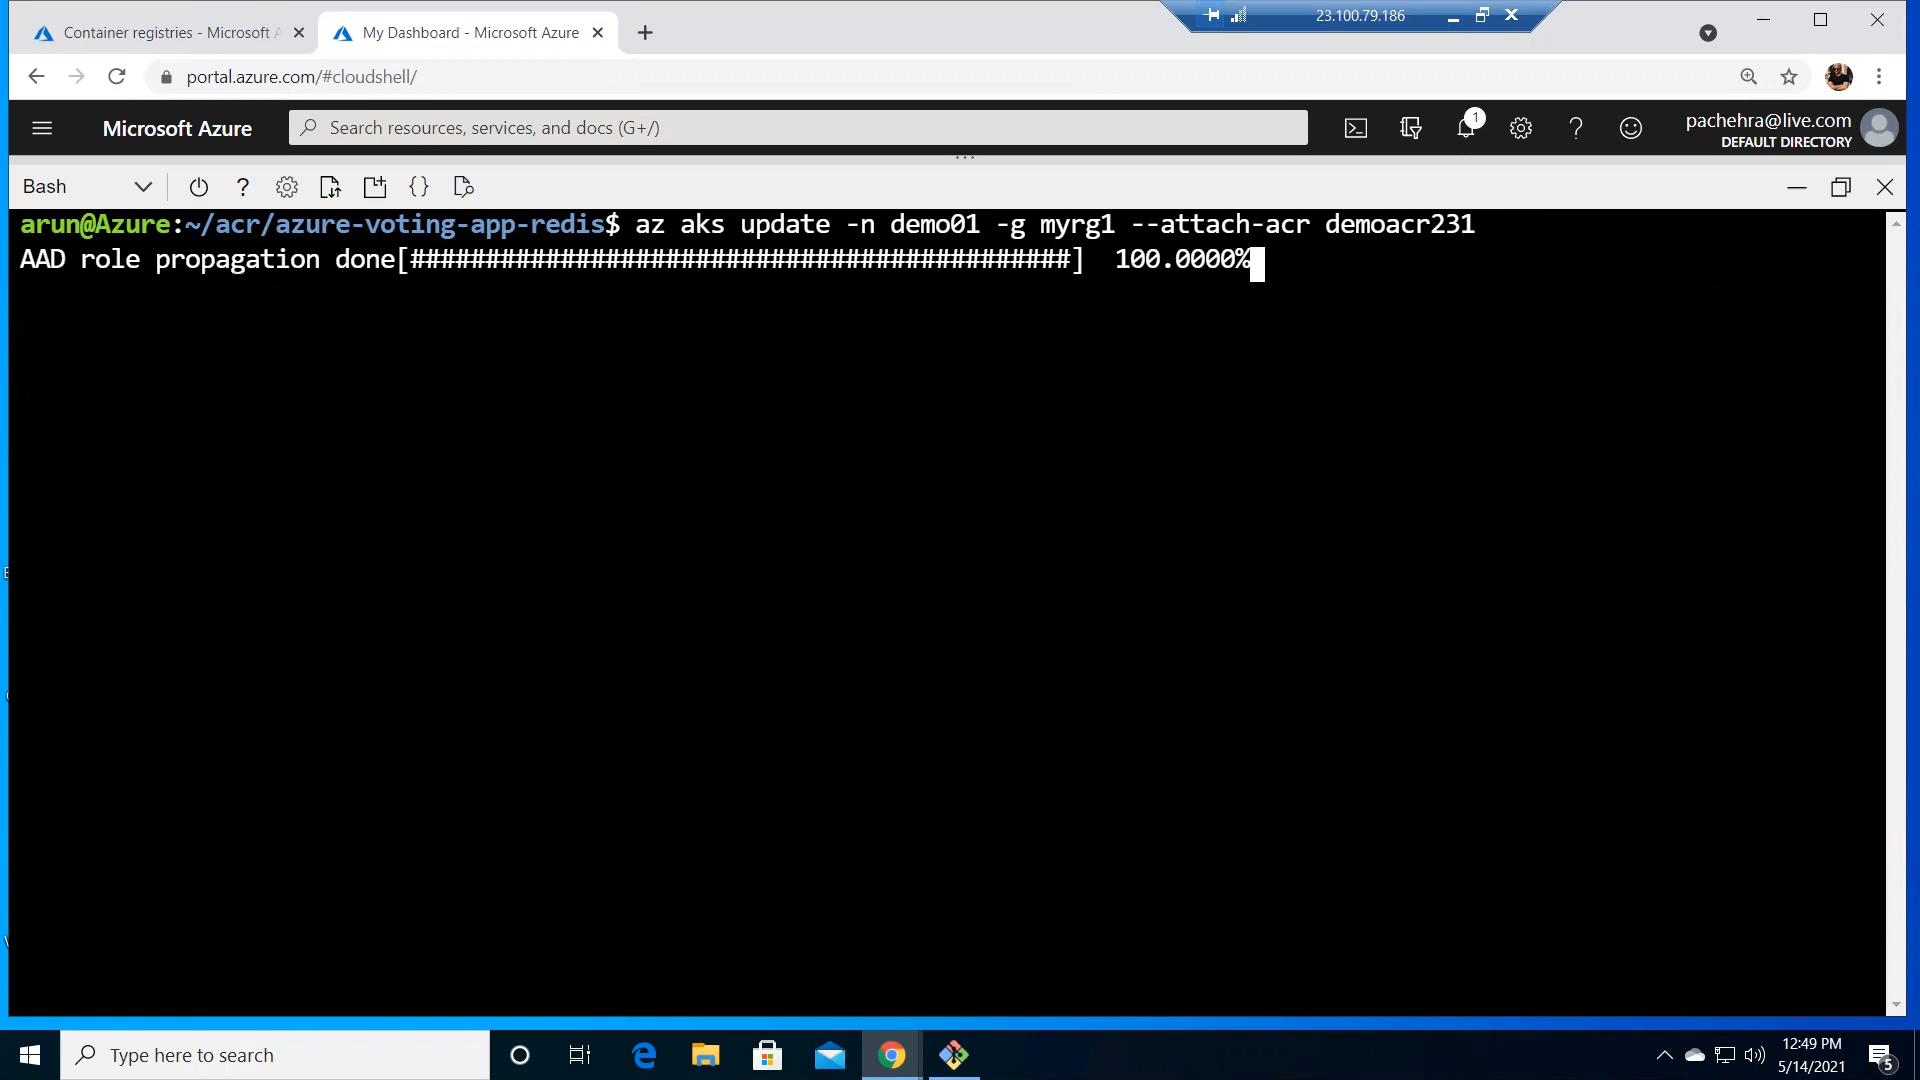 23.100.79.186
Container registries - Microsoft A
My Dashboard - Microsoft Azure
portal.azure.com/#cloudshell/
Microsoft Azure
Search resources, services, and docs (G+/)
1
pachehra@live.com
DEFAULT DIRECTORY
Bash
arun@Azure:~/acr/azure-voting-app-redis$ az aks update -n demo01 -g myrg1 --attach-acr demoacr231
AAD role propagation done[############################################]  100.0000%
Type here to search
12:49 PM
5/14/2021
5